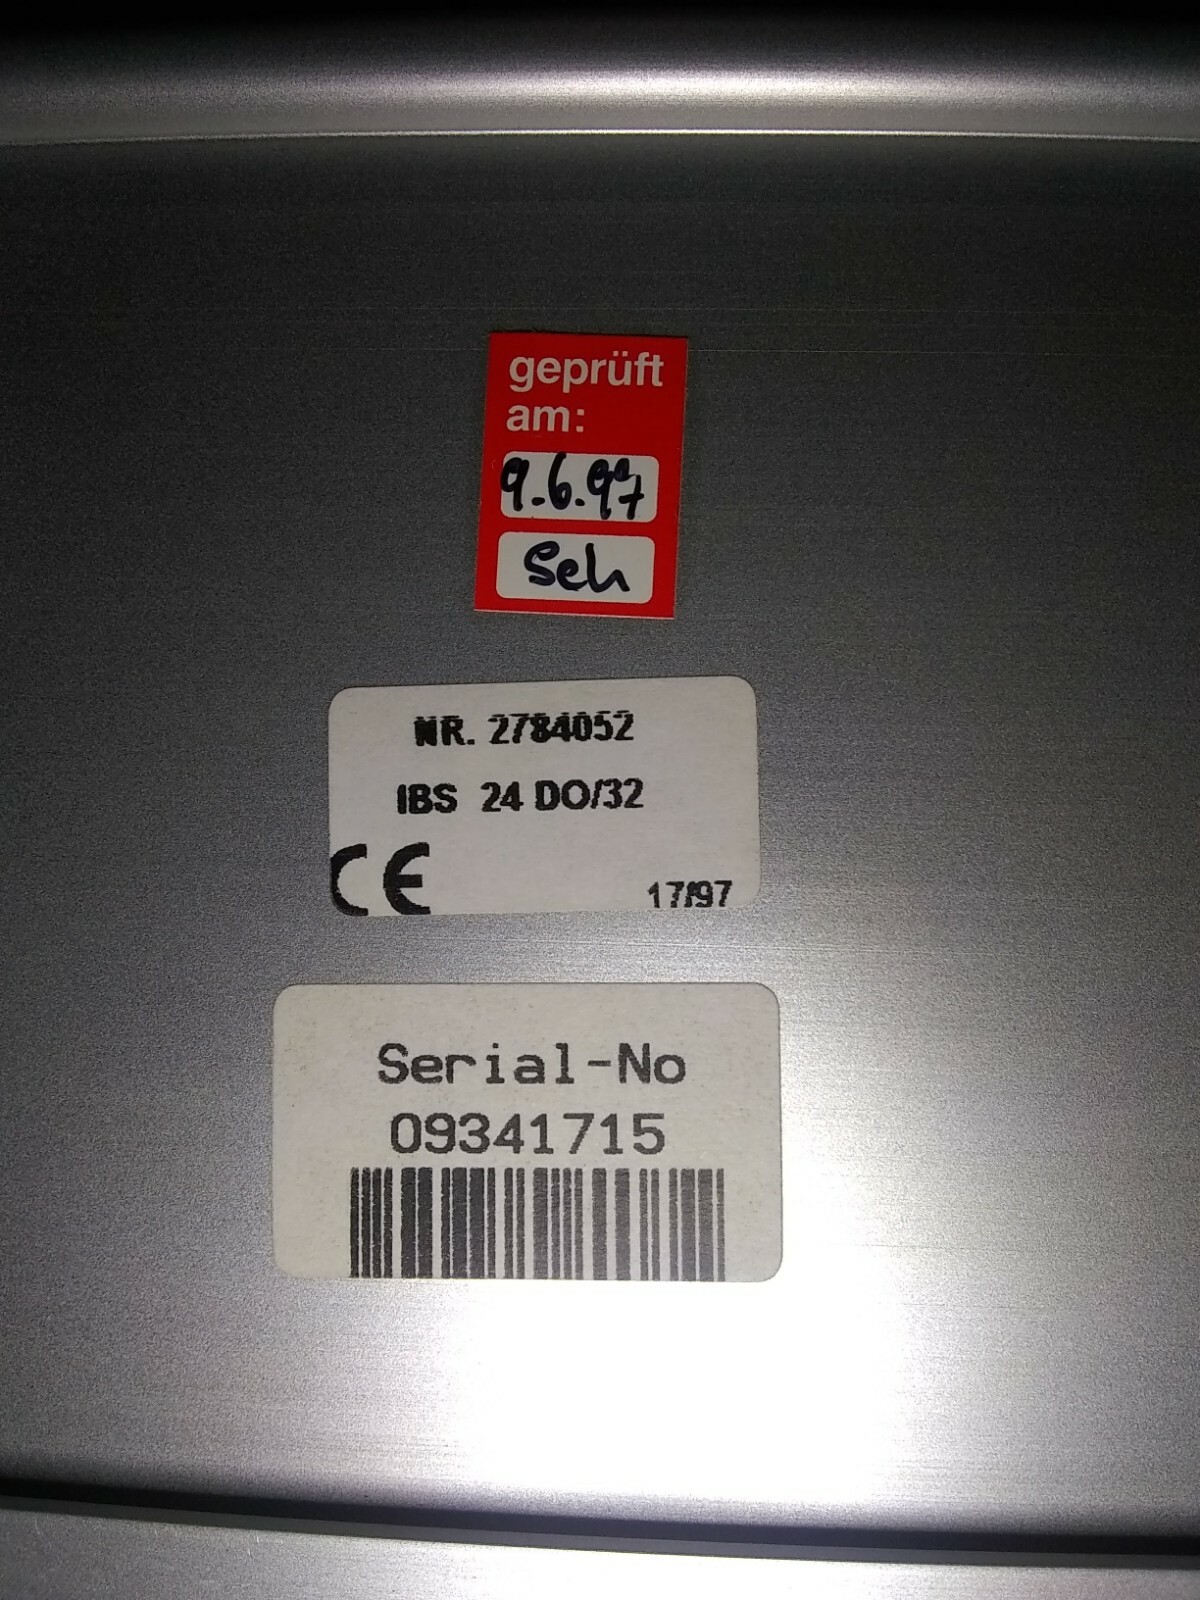 geprüft
am:
9.6.97
Seh
NR. 2784052
IBS 24 DO/32
CE
17/97
Serial-No
09341715